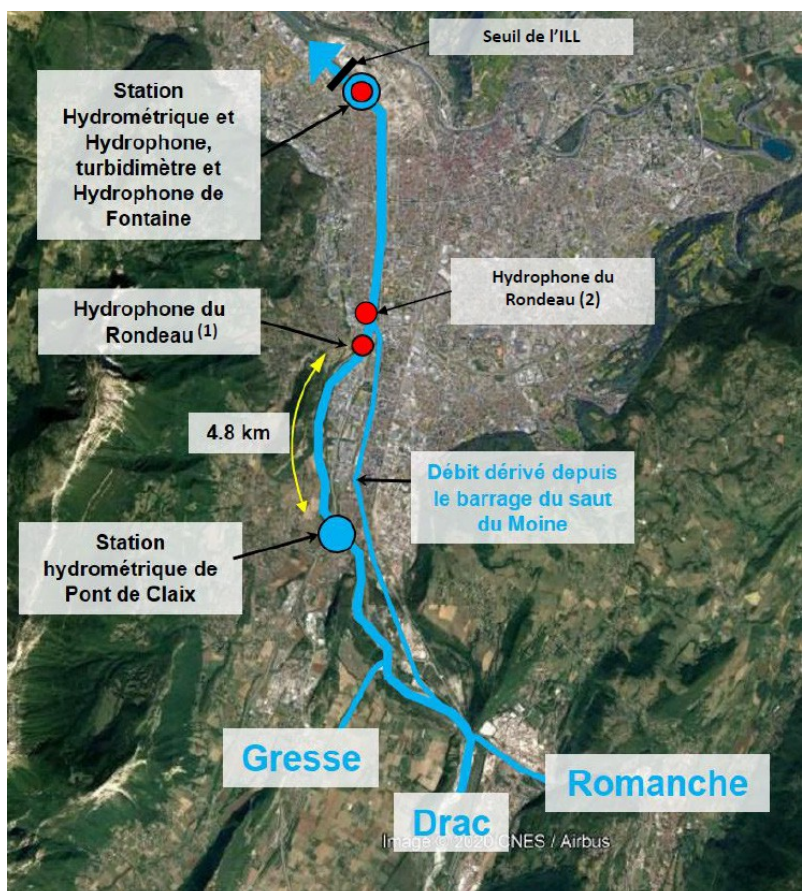 Seuil de l'ILL
Station
Hydrométrique et
Hydrophone,
turbidimètre et
Hydrophone de
Fontaine
Hydrophone du
Rondeau (2)
Hydrophone du
Rondeau (1)
4.8 km
Débit dérivé depuis
le barrage du saut
du Moine
Station
hydrométrique de
Pont de Claix
Gresse
Romanche
Drac
Image © 2020 CNES / Airbus